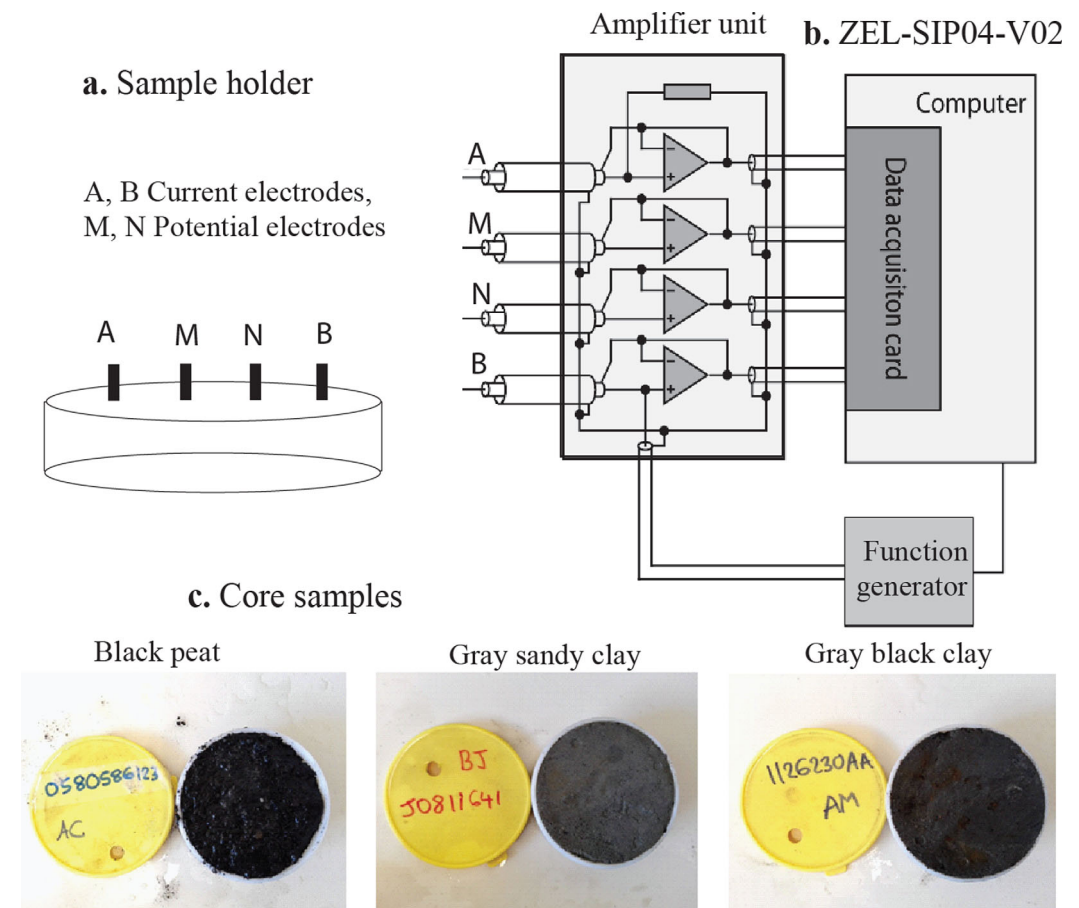 Amplifier unit
b. ZEL-SIP04-V02
a. Sample holder
A, B Current electrodes,
M, N Potential electrodes
A M N B
A
M
N
B
Computer
Data acquisiton card
Function
generator
c. Core samples
Black peat
Gray sandy clay
Gray black clay
0580586123
AC
BJ
J0811641
1126230AA
AM